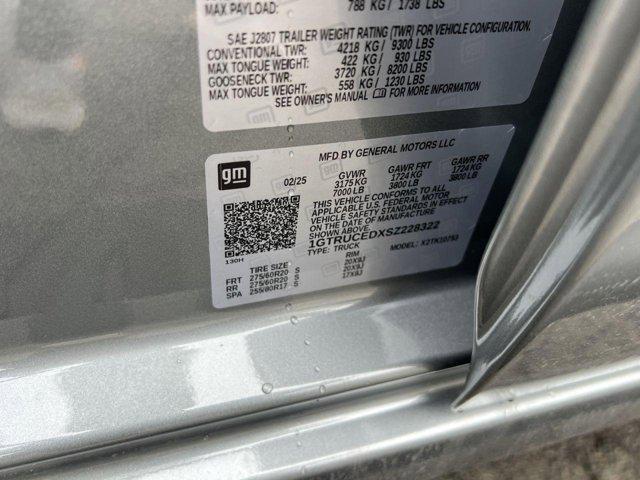 MAX PAYLOAD: 788 KG / 1738 LBS
SAE J2807 TRAILER WEIGHT RATING (TWR) FOR VEHICLE CONFIGURATION.
CONVENTIONAL TWR: 4218 KG / 9300 LBS
MAX TONGUE WEIGHT: 422 KG / 930 LBS
GOOSENECK TWR: 3720 KG / 8200 LBS
MAX TONGUE WEIGHT: 558 KG / 1230 LBS
SEE OWNER'S MANUAL FOR MORE INFORMATION
MFD BY GENERAL MOTORS LLC
gm
02/25 GVWR GAWR FRT GAWR RR
3175 KG 1724 KG 1724 KG
7000 LB 3800 LB 3800 LB
THIS VEHICLE CONFORMS TO ALL
APPLICABLE U.S. FEDERAL MOTOR
VEHICLE SAFETY STANDARDS IN EFFECT
ON THE DATE OF MANUFACTURE
SHOWN ABOVE.
1GTRUCEDXSZ228322
TYPE: TRUCK MODEL: X2TK10753
130H
TIRE SIZE RIM
FRT 275/60R20 S 20X9J
RR 275/60R20 S 20X9J
SPA 255/80R17 S 17X8J